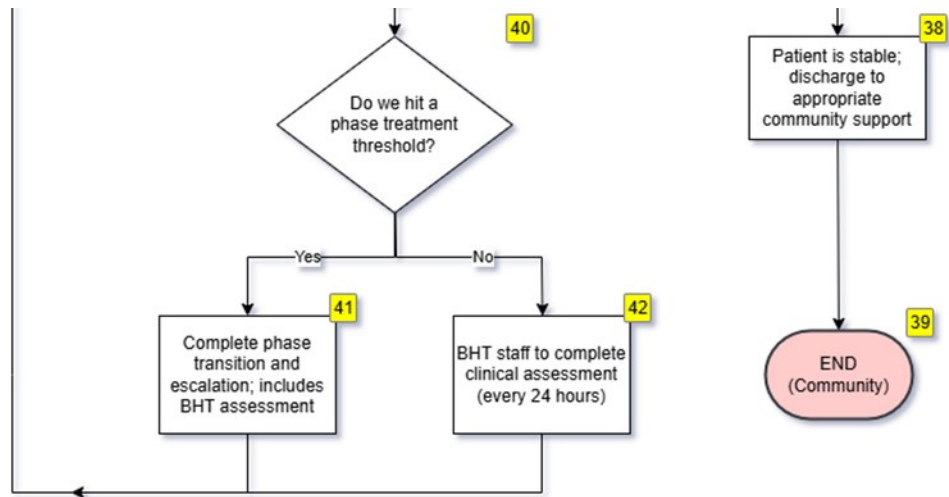 40
Do we hit a
phase treatment
threshold?
Yes
No
41
Complete phase
transition and
escalation; includes
BHT assessment
42
BHT staff to complete
clinical assessment
(every 24 hours)
38
Patient is stable;
discharge to
appropriate
community support
39
END
(Community)